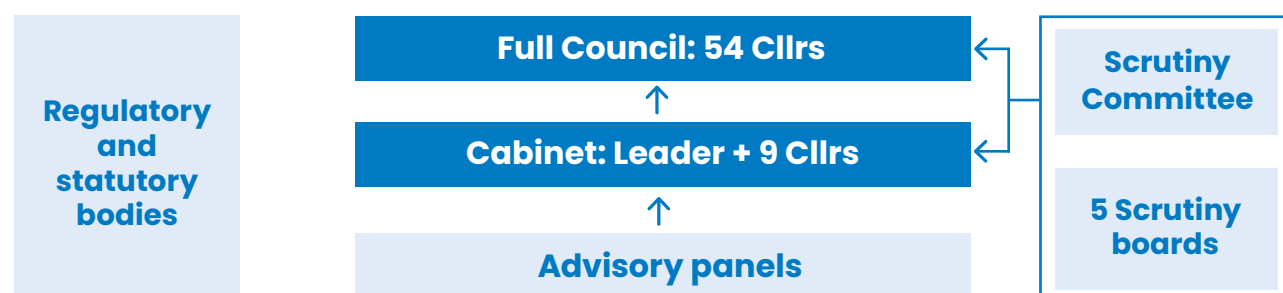 Regulatory
and
statutory
bodies
Full Council: 54 Cllrs
Cabinet: Leader + 9 Cllrs
Advisory panels
Scrutiny
Committee
5 Scrutiny
boards